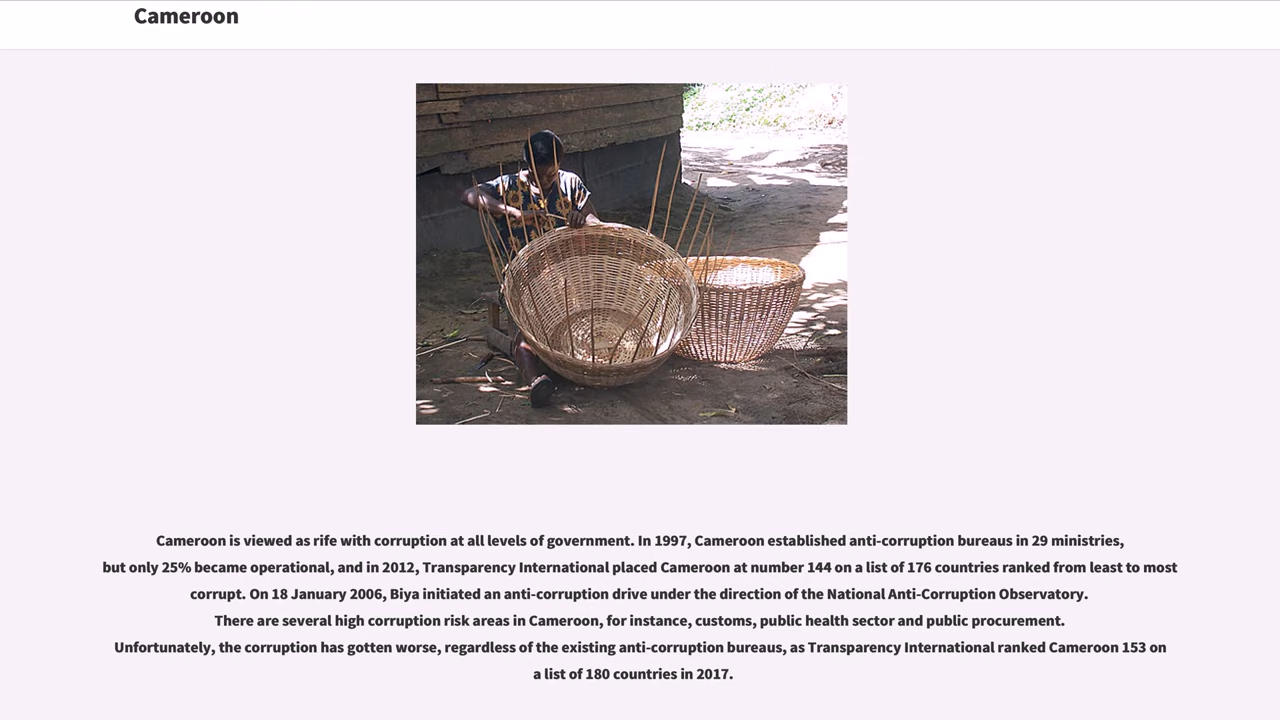 Cameroon
Cameroon is viewed as rife with corruption at all levels of government. In 1997, Cameroon established anti-corruption bureaus in 29 ministries,
but only 25% became operational, and in 2012, Transparency International placed Cameroon at number 144 on a list of 176 countries ranked from least to most
corrupt. On 18 January 2006, Biya initiated an anti-corruption drive under the direction of the National Anti-Corruption Observatory.
There are several high corruption risk areas in Cameroon, for instance, customs, public health sector and public procurement.
Unfortunately, the corruption has gotten worse, regardless of the existing anti-corruption bureaus, as Transparency International ranked Cameroon 153 on
a list of 180 countries in 2017.